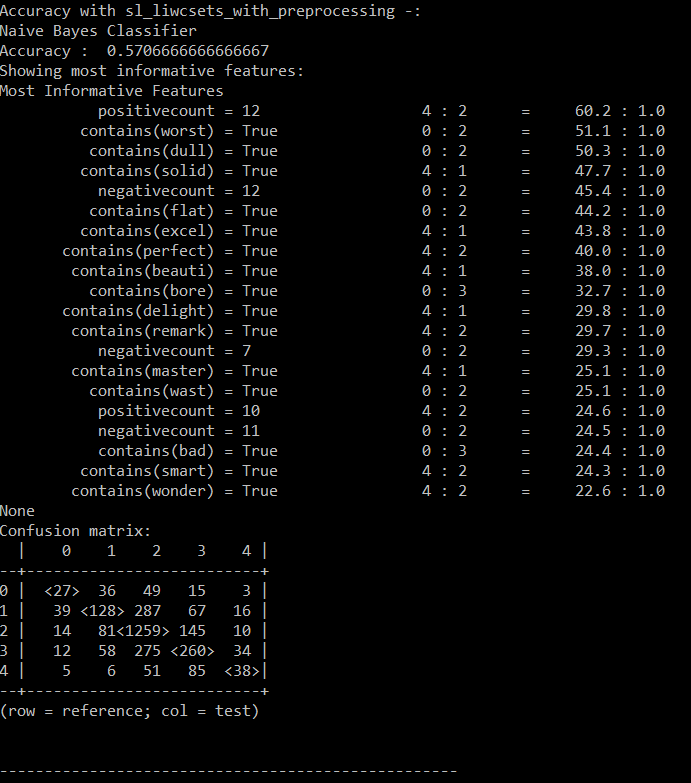 Accuracy with sl_liwcsets_with_preprocessing -:
Naive Bayes Classifier
Accuracy :  0.5706666666666667
Showing most informative features:
Most Informative Features
           positivecount = 12                  4 : 2      =     60.2 : 1.0
         contains(worst) = True                0 : 2      =     51.1 : 1.0
          contains(dull) = True                0 : 2      =     50.3 : 1.0
         contains(solid) = True                4 : 1      =     47.7 : 1.0
           negativecount = 12                  0 : 2      =     45.4 : 1.0
          contains(flat) = True                0 : 2      =     44.2 : 1.0
         contains(excel) = True                4 : 1      =     43.8 : 1.0
       contains(perfect) = True                4 : 2      =     40.0 : 1.0
        contains(beauti) = True                4 : 1      =     38.0 : 1.0
          contains(bore) = True                0 : 3      =     32.7 : 1.0
       contains(delight) = True                4 : 1      =     29.8 : 1.0
        contains(remark) = True                4 : 2      =     29.7 : 1.0
           negativecount = 7                   0 : 2      =     29.3 : 1.0
        contains(master) = True                4 : 1      =     25.1 : 1.0
          contains(wast) = True                0 : 2      =     25.1 : 1.0
           positivecount = 10                  4 : 2      =     24.6 : 1.0
           negativecount = 11                  0 : 2      =     24.5 : 1.0
           contains(bad) = True                0 : 3      =     24.4 : 1.0
         contains(smart) = True                4 : 2      =     24.3 : 1.0
        contains(wonder) = True                4 : 2      =     22.6 : 1.0
None
Confusion matrix:
  |    0    1    2    3    4 |
--+--------------------------+
0 |  <27>  36   49   15    3 |
1 |   39 <128> 287   67   16 |
2 |   14   81<1259> 145   10 |
3 |   12   58  275 <260>  34 |
4 |    5    6   51   85  <38>|
--+--------------------------+
(row = reference; col = test)
---------------------------------------------------